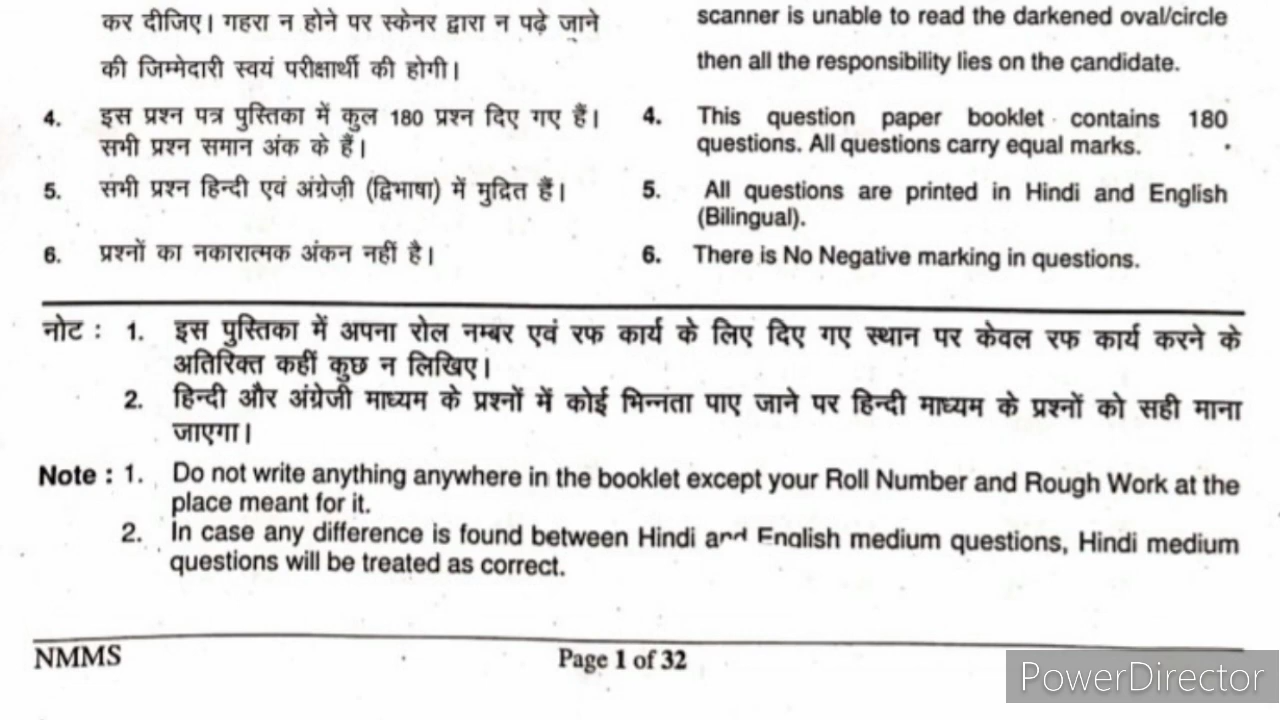 कर दीजिए। गहरा न होने पर स्केनर द्वारा न पढ़े जाने
की जिम्मेदारी स्वयं परीक्षार्थी की होगी।
4. इस प्रश्न पत्र पुस्तिका में कुल 180 प्रश्न दिए गए हैं।
सभी प्रश्न समान अंक के हैं।
5. सभी प्रश्न हिन्दी एवं अंग्रेज़ी (द्विभाषा) में मुद्रित हैं।
6. प्रश्नों का नकारात्मक अंकन नहीं है।
scanner is unable to read the darkened oval/circle
then all the responsibility lies on the candidate.
4. This question paper booklet contains 180
questions. All questions carry equal marks.
5. All questions are printed in Hindi and English
(Bilingual).
6. There is No Negative marking in questions.
नोट : 1. इस पुस्तिका में अपना रोल नम्बर एवं रफ कार्य के लिए दिए गए स्थान पर केवल रफ कार्य करने के
अतिरिक्त कहीं कुछ न लिखिए।
2. हिन्दी और अंग्रेजी माध्यम के प्रश्नों में कोई भिन्नता पाए जाने पर हिन्दी माध्यम के प्रश्नों को सही माना
जाएगा।
Note : 1. Do not write anything anywhere in the booklet except your Roll Number and Rough Work at the
place meant for it.
2. In case any difference is found between Hindi and English medium questions, Hindi medium
questions will be treated as correct.
NMMS
Page 1 of 32
PowerDirector